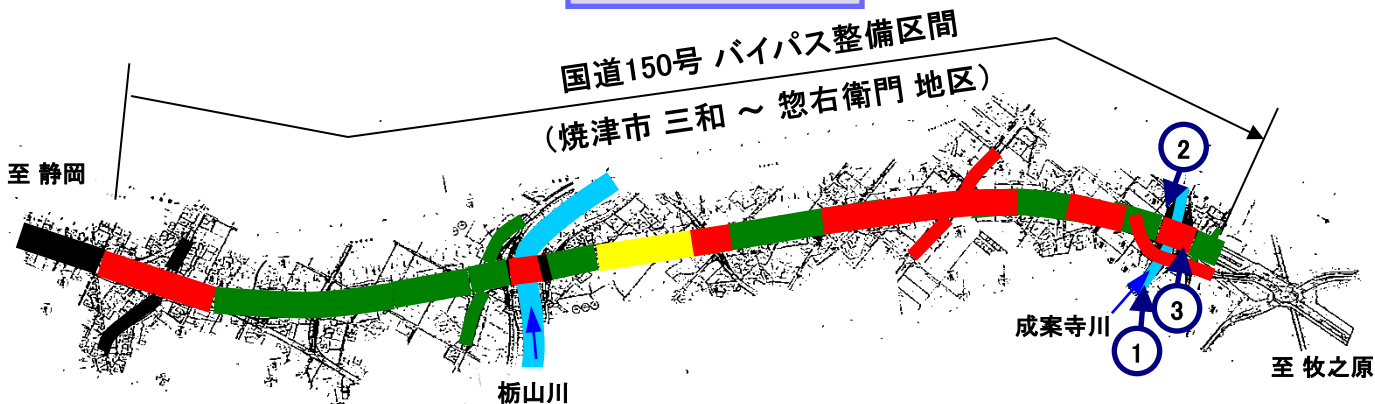 国道150号 バイパス整備区間
(焼津市 三和 ～ 惣右衛門 地区)
至 静岡
②
成案寺川
③
①
栃山川
至 牧之原